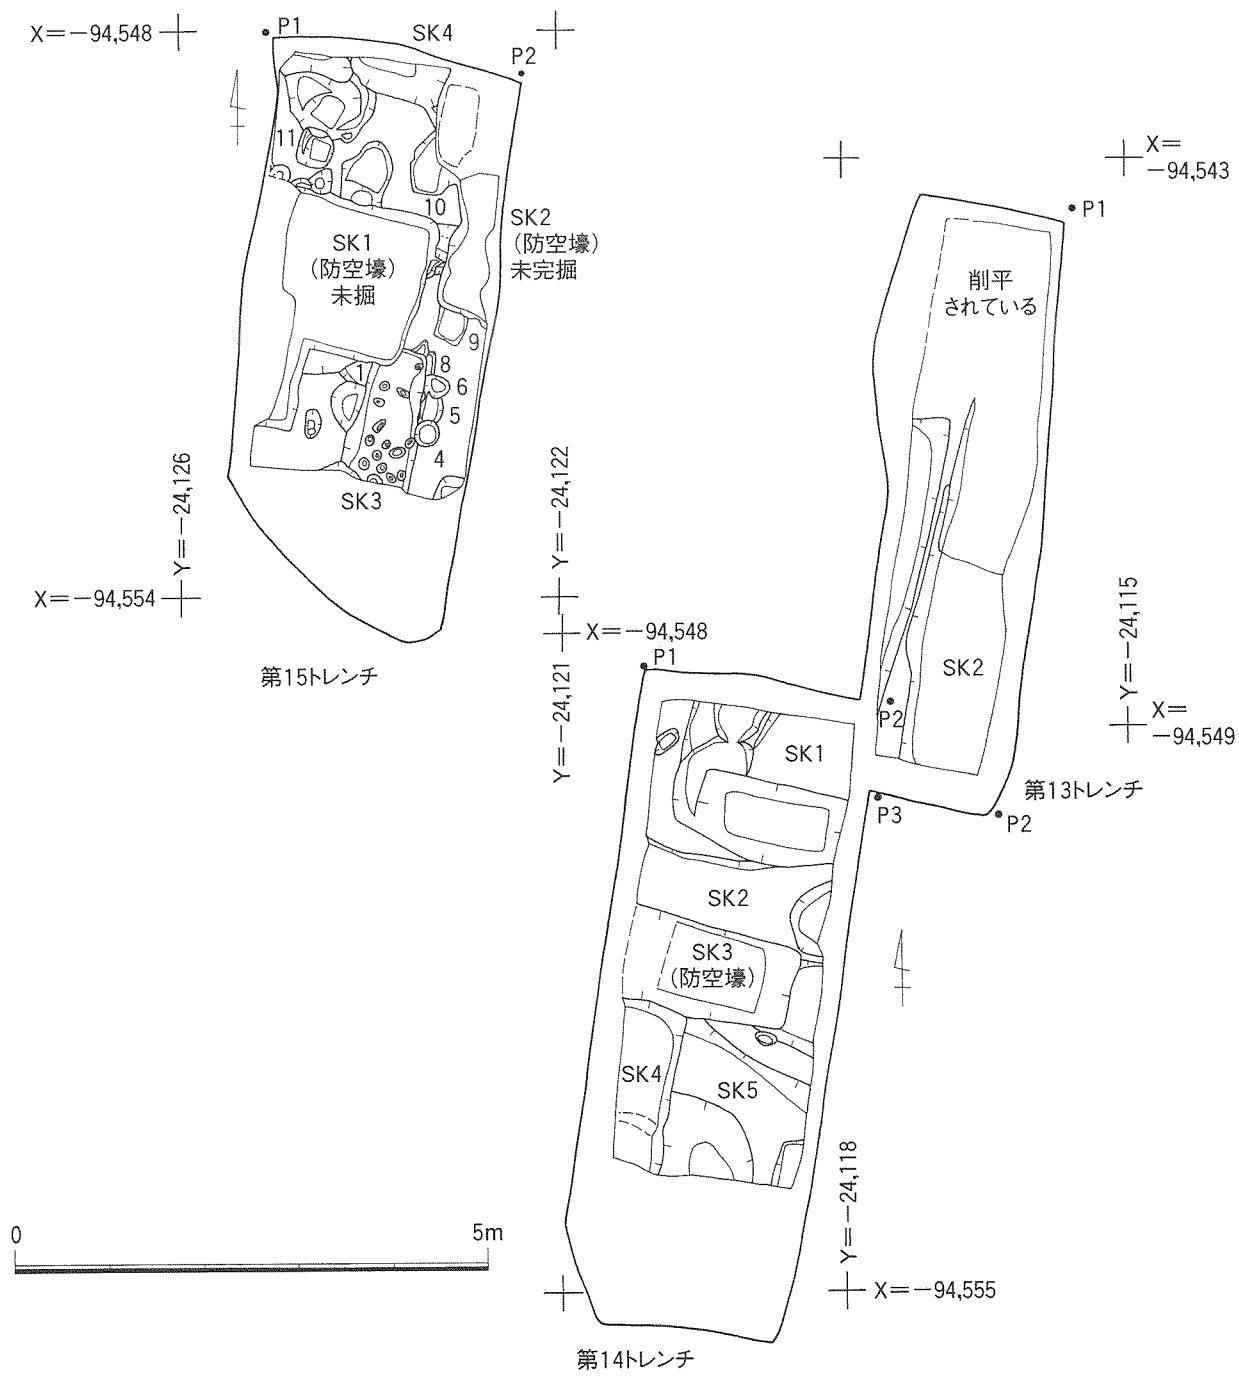 X=-94,548
P1
SK4
P2
11
10
SK1
(防空壕)
未掘
SK2
(防空壕)
未完掘
9
8
1
6
5
4
SK3
Y=-24,126
Y=-24,122
X=-94,554
第15トレンチ
X=
-94,543
P1
削平
されている
SK2
P2
Y=-24,115
X=
-94,549
第13トレンチ
P3
P2
X=-94,548
Y=-24,121
P1
SK1
SK2
SK3
(防空壕)
SK4
SK5
Y=-24,118
X=-94,555
第14トレンチ
0
5m